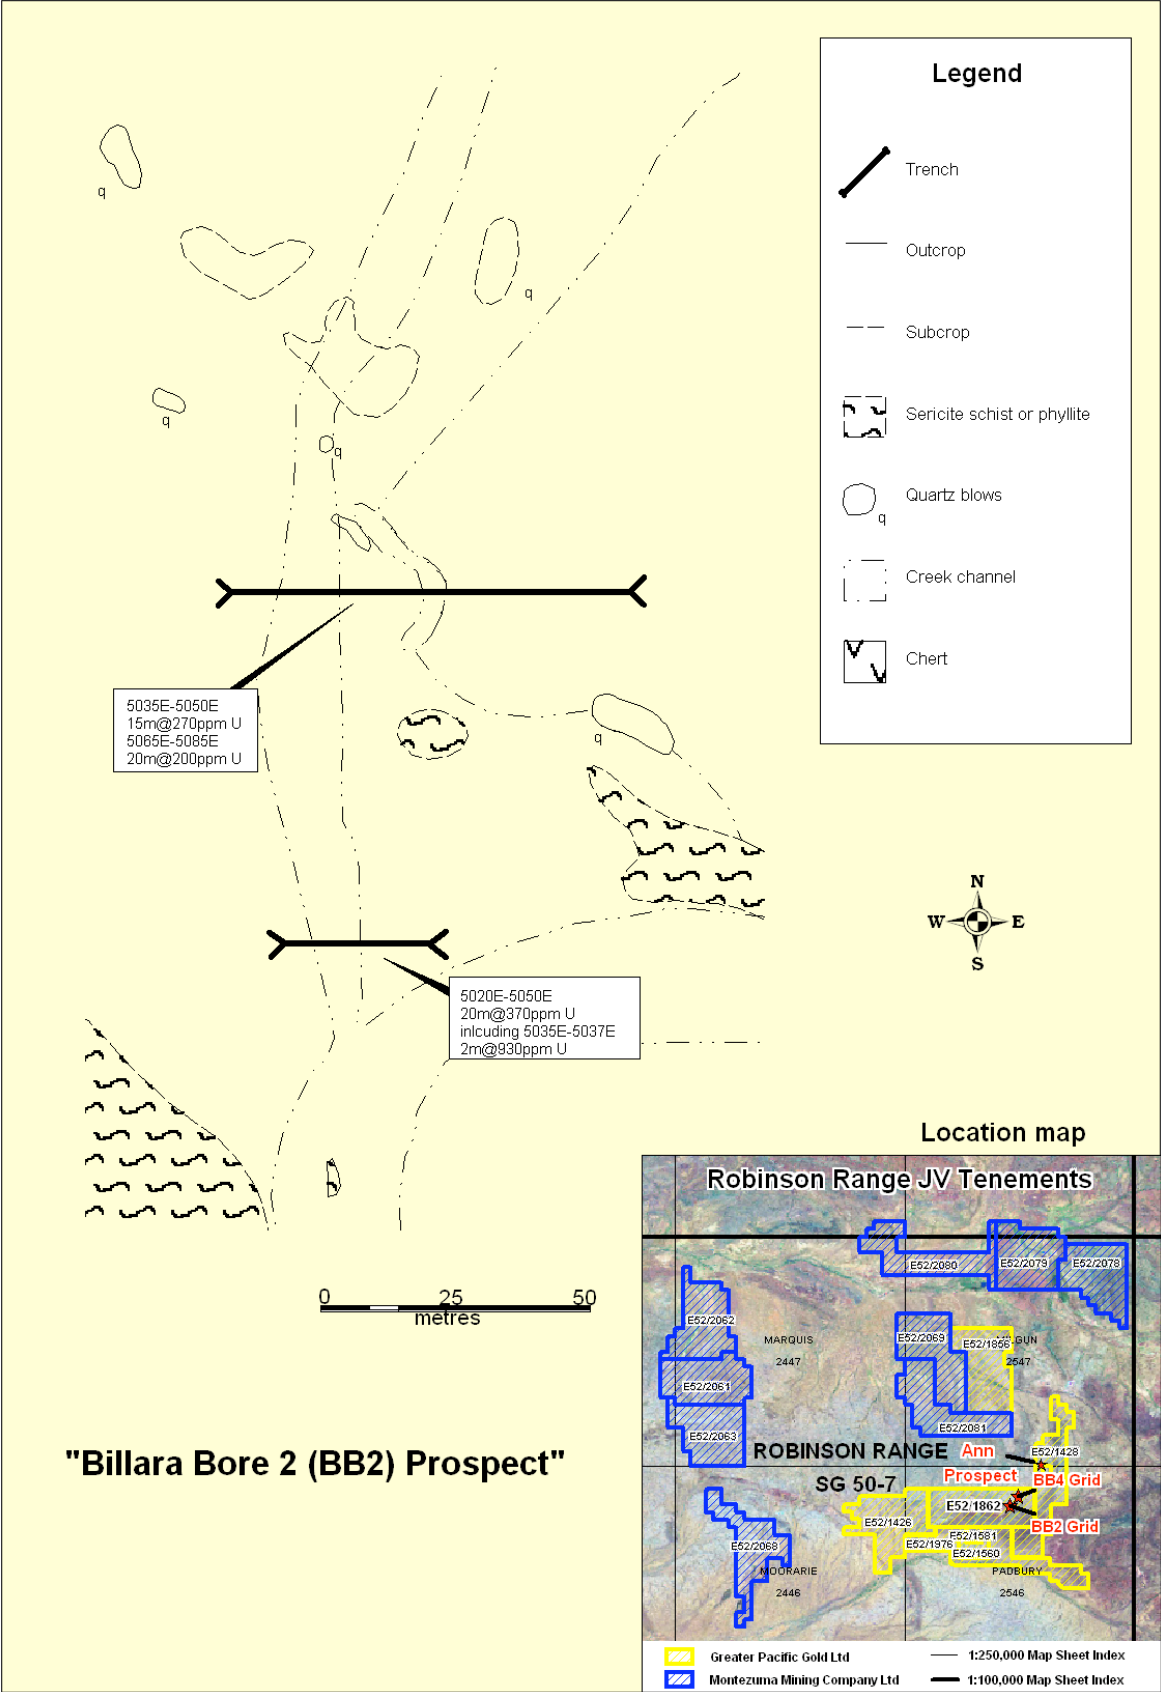 Legend
Trench
Outcrop
Subcrop
Sericite schist or phyllite
Quartz blows
q
Creek channel
Chert
q
q
q
q
q
5035E-5050E
15m@270ppm U
5065E-5085E
20m@200ppm U
N
W E
S
5020E-5050E
20m@370ppm U
inlcuding 5035E-5037E
2m@930ppm U
0 25 50
metres
"Billara Bore 2 (BB2) Prospect"
Location map
Robinson Range JV Tenements
E52/2080
E52/2079
E52/2078
E52/2062
MARQUIS
2447
E52/2069
E52/1856
2547
E52/2061
E52/2063
E52/2081
ROBINSON RANGE
SG 50-7
Ann
Prospect
E52/1428
BB4 Grid
E52/1862
BB2 Grid
E52/1426
E52/1581
E52/1976
E52/1560
E52/2068
MOORARIE
2446
PADBURY
2546
Greater Pacific Gold Ltd
1:250,000 Map Sheet Index
Montezuma Mining Company Ltd
1:100,000 Map Sheet Index